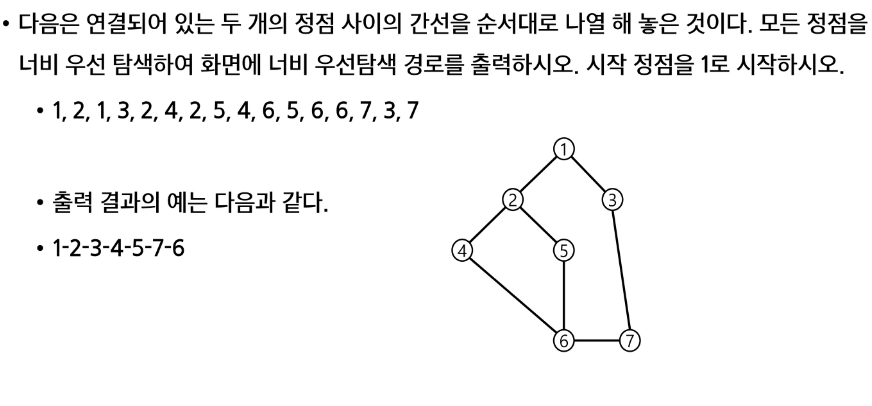 • 다음은 연결되어 있는 두 개의 정점 사이의 간선을 순서대로 나열 해 놓은 것이다. 모든 정점을
너비 우선 탐색하여 화면에 너비 우선탐색 경로를 출력하시오. 시작 정점을 1로 시작하시오.
• 1, 2, 1, 3, 2, 4, 2, 5, 4, 6, 5, 6, 6, 7, 3, 7
1
• 출력 결과의 예는 다음과 같다.
2 3
• 1-2-3-4-5-7-6
4 5
6 7